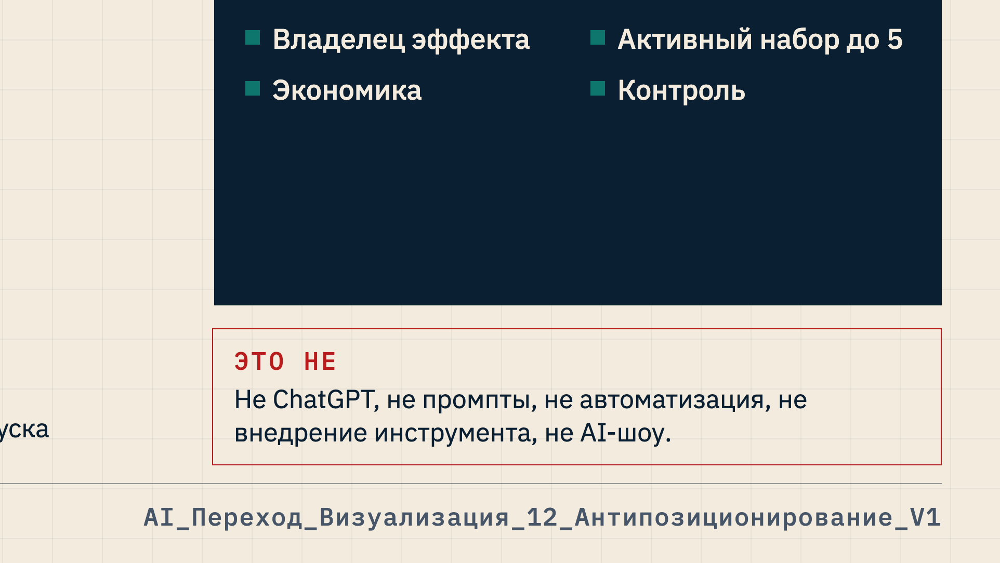 Владелец эффекта
Активный набор до 5
Экономика
Контроль
ЭТО НЕ
Не ChatGPT, не промпты, не автоматизация, не
внедрение инструмента, не AI-шоу.
уска
AI_Переход_Визуализация_12_Антипозиционирование_V1